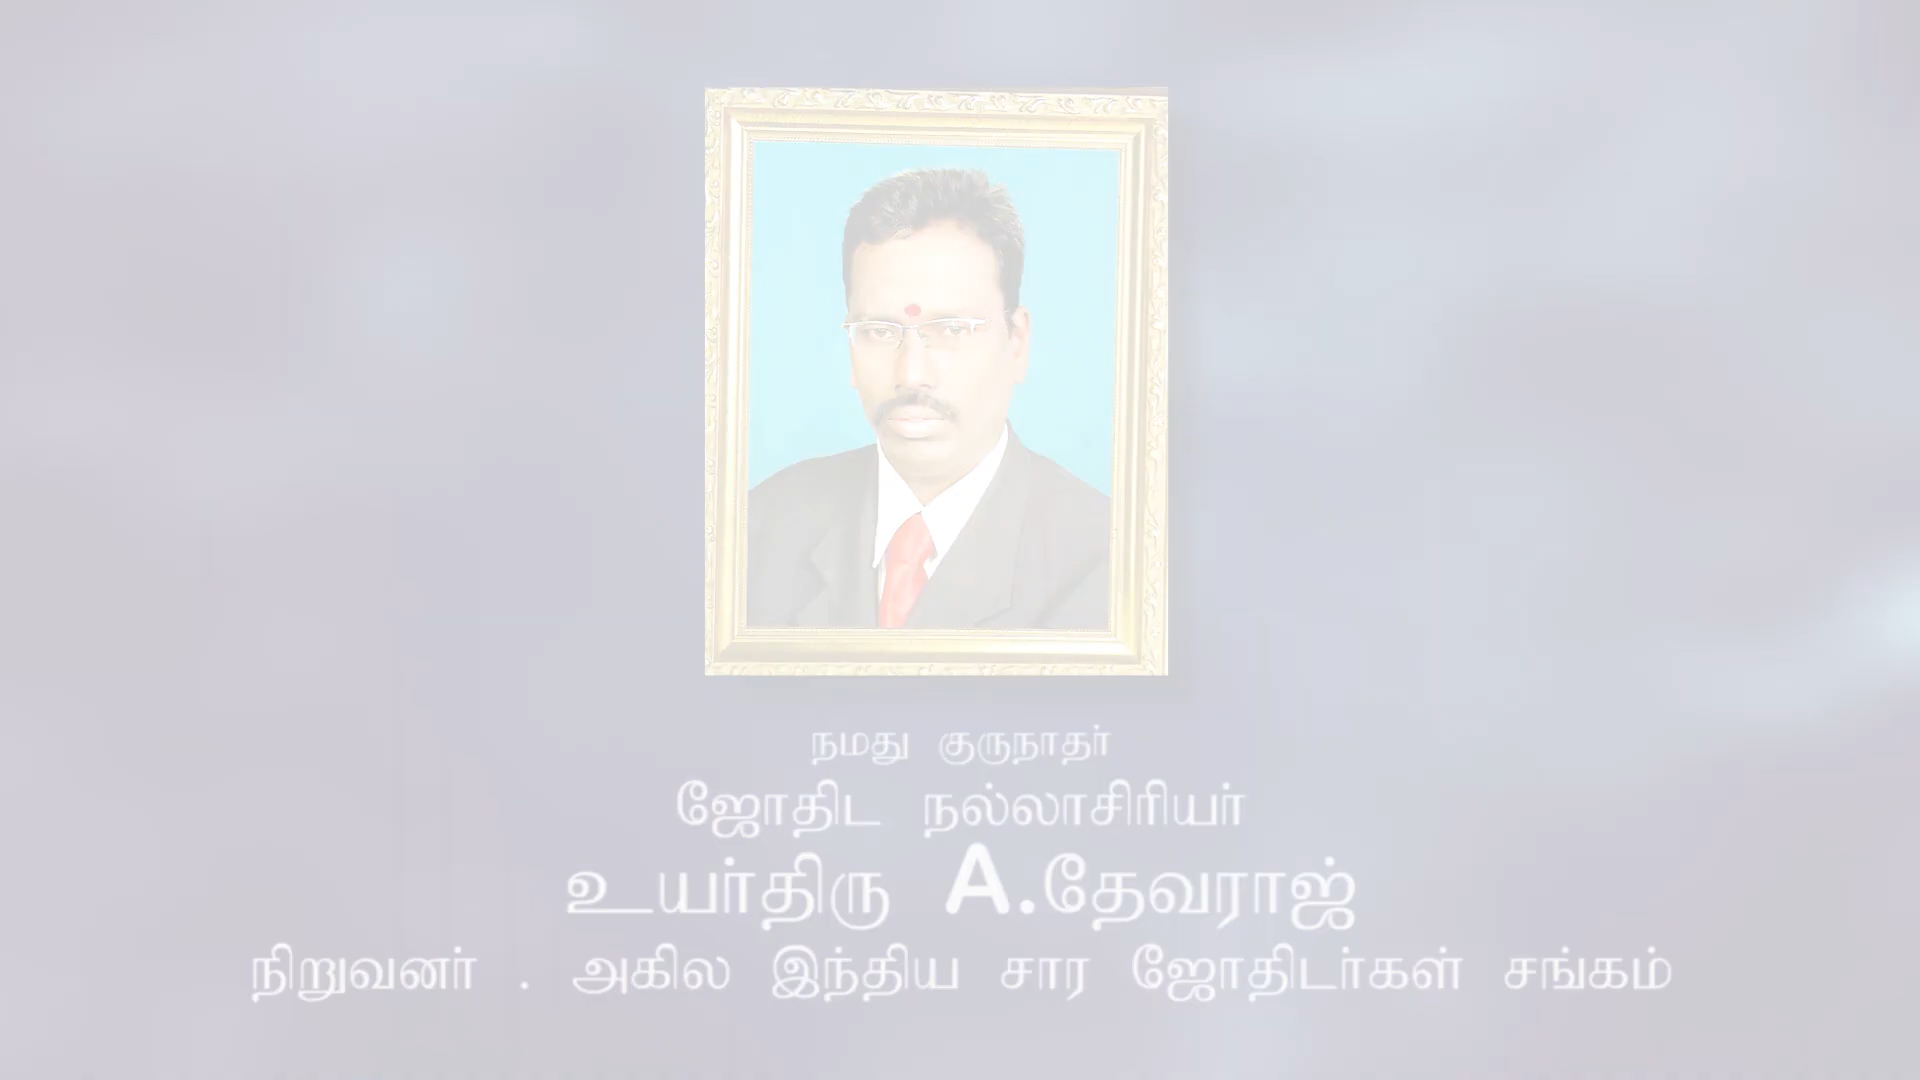 நமது குருநாதர்
ஜோதிட நல்லாசிரியர்
உயர்திரு A.தேவராஜ்
நிறுவனர் . அகில இந்திய சார ஜோதிடர்கள் சங்கம்